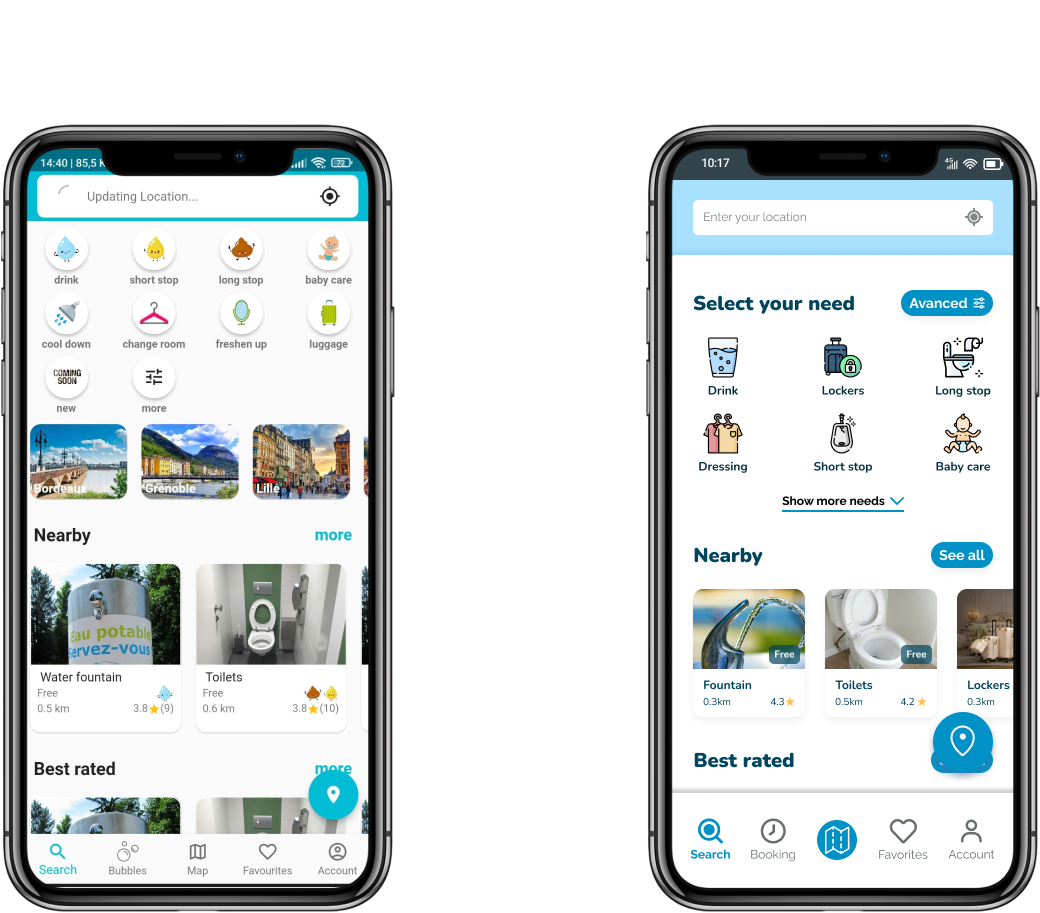 14:40 | 85,5 K
72
Updating Location...
drink
short stop
long stop
baby care
cool down
change room
freshen up
luggage
COMING
SOON
new
more
Bordeaux
Grenoble
Lille
Nearby
more
Eau potable
servez-vous
Water fountain
Free
0.5 km
3.8 (9)
Toilets
Free
0.6 km
3.8 (10)
Best rated
more
Search
Bubbles
Map
Favourites
Account
10:17
4G
Enter your location
Select your need
Avanced
Drink
Lockers
Long stop
Dressing
Short stop
Baby care
Show more needs
Nearby
See all
Free
Fountain
0.3km
4.3
Free
Toilets
0.5km
4.2
Lockers
0.3km
Best rated
Search
Booking
Favorites
Account